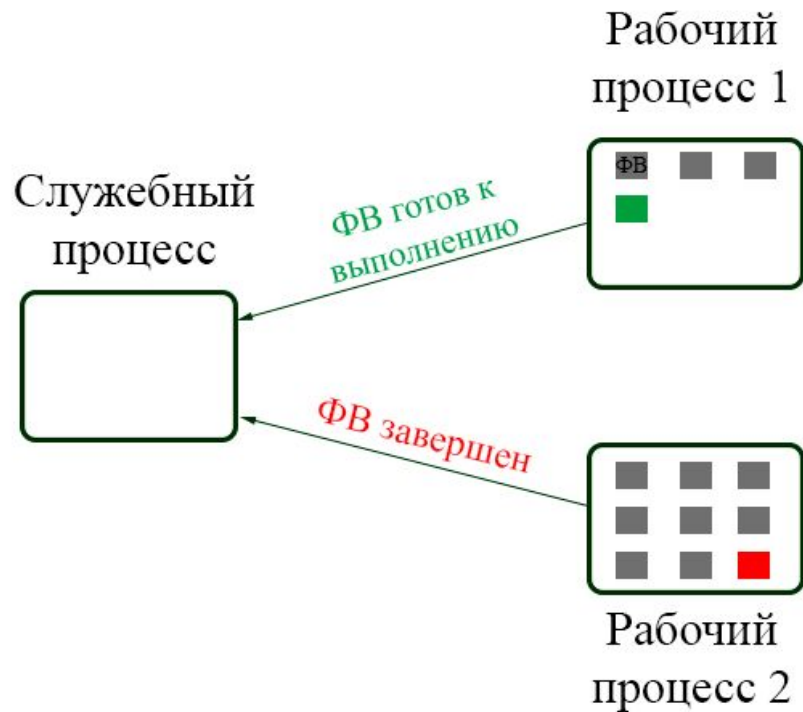 Рабочий
процесс 1
ФВ
Служебный
процесс
ФВ готов к
выполнению
ФВ завершен
Рабочий
процесс 2